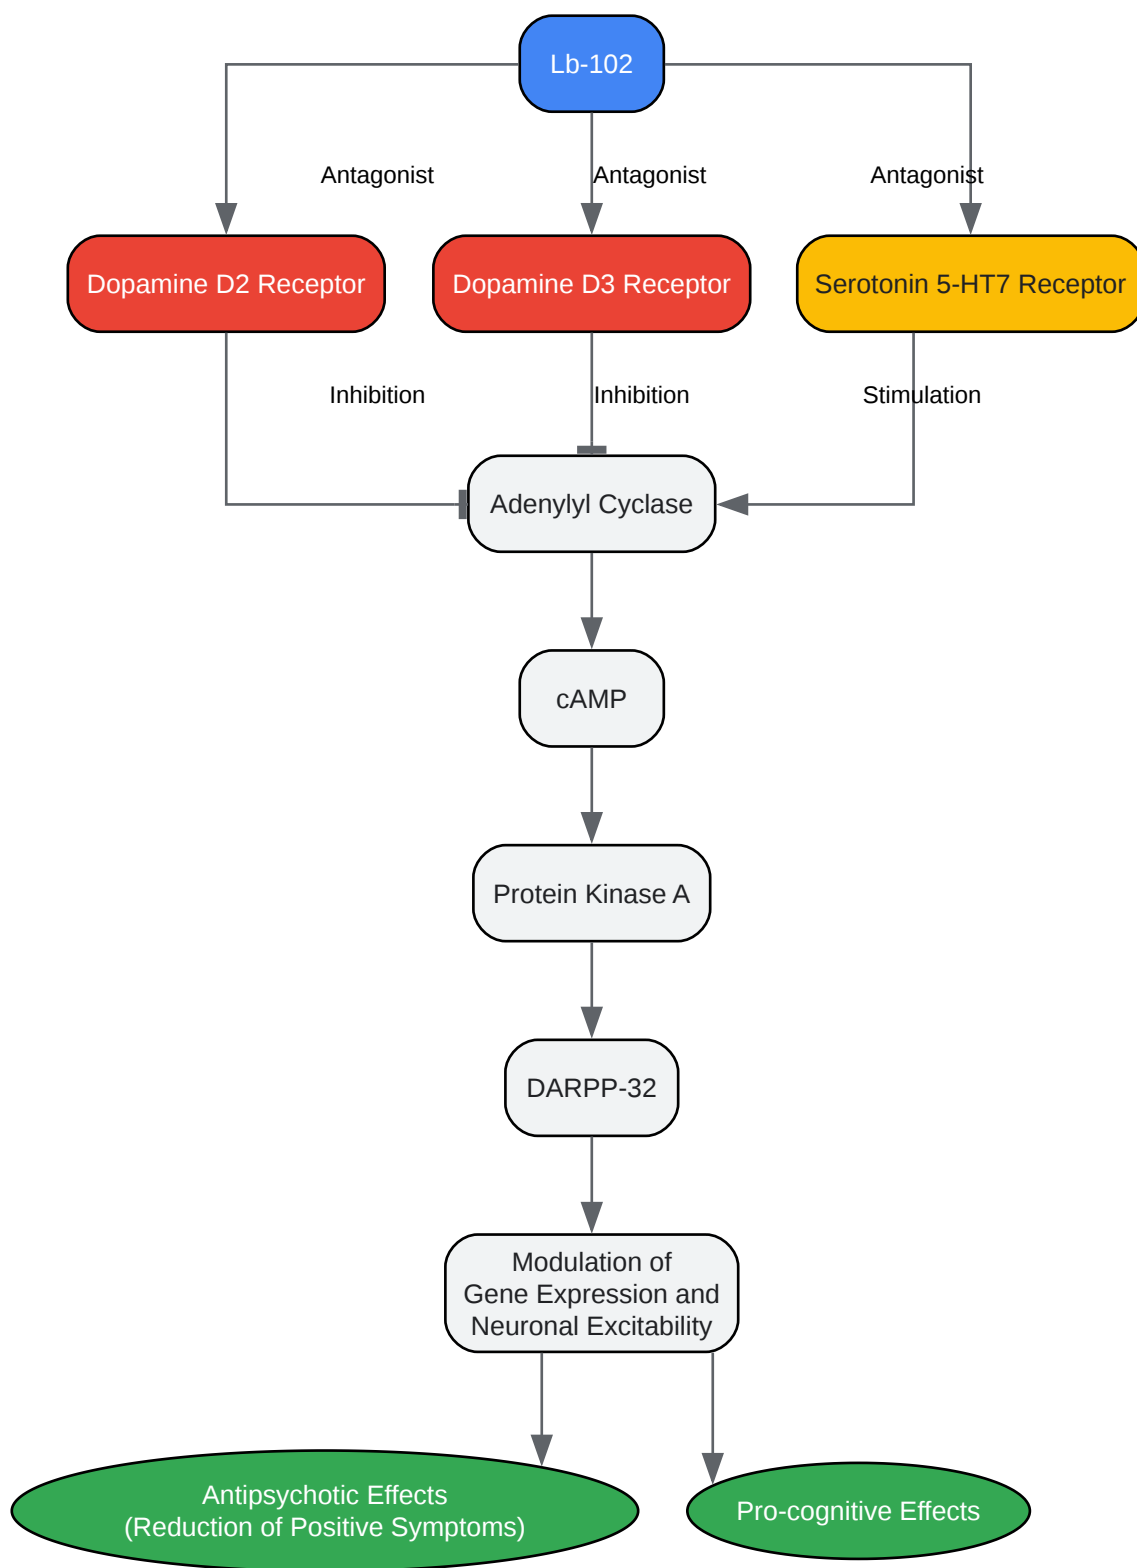 Lb-102
Antagonist
Antagonist
Antagonist
Dopamine D2 Receptor
Dopamine D3 Receptor
Serotonin 5-HT7 Receptor
Inhibition
Inhibition
Stimulation
Adenylyl Cyclase
cAMP
Protein Kinase A
DARPP-32
Modulation of
Gene Expression and
Neuronal Excitability
Antipsychotic Effects
(Reduction of Positive Symptoms)
Pro-cognitive Effects